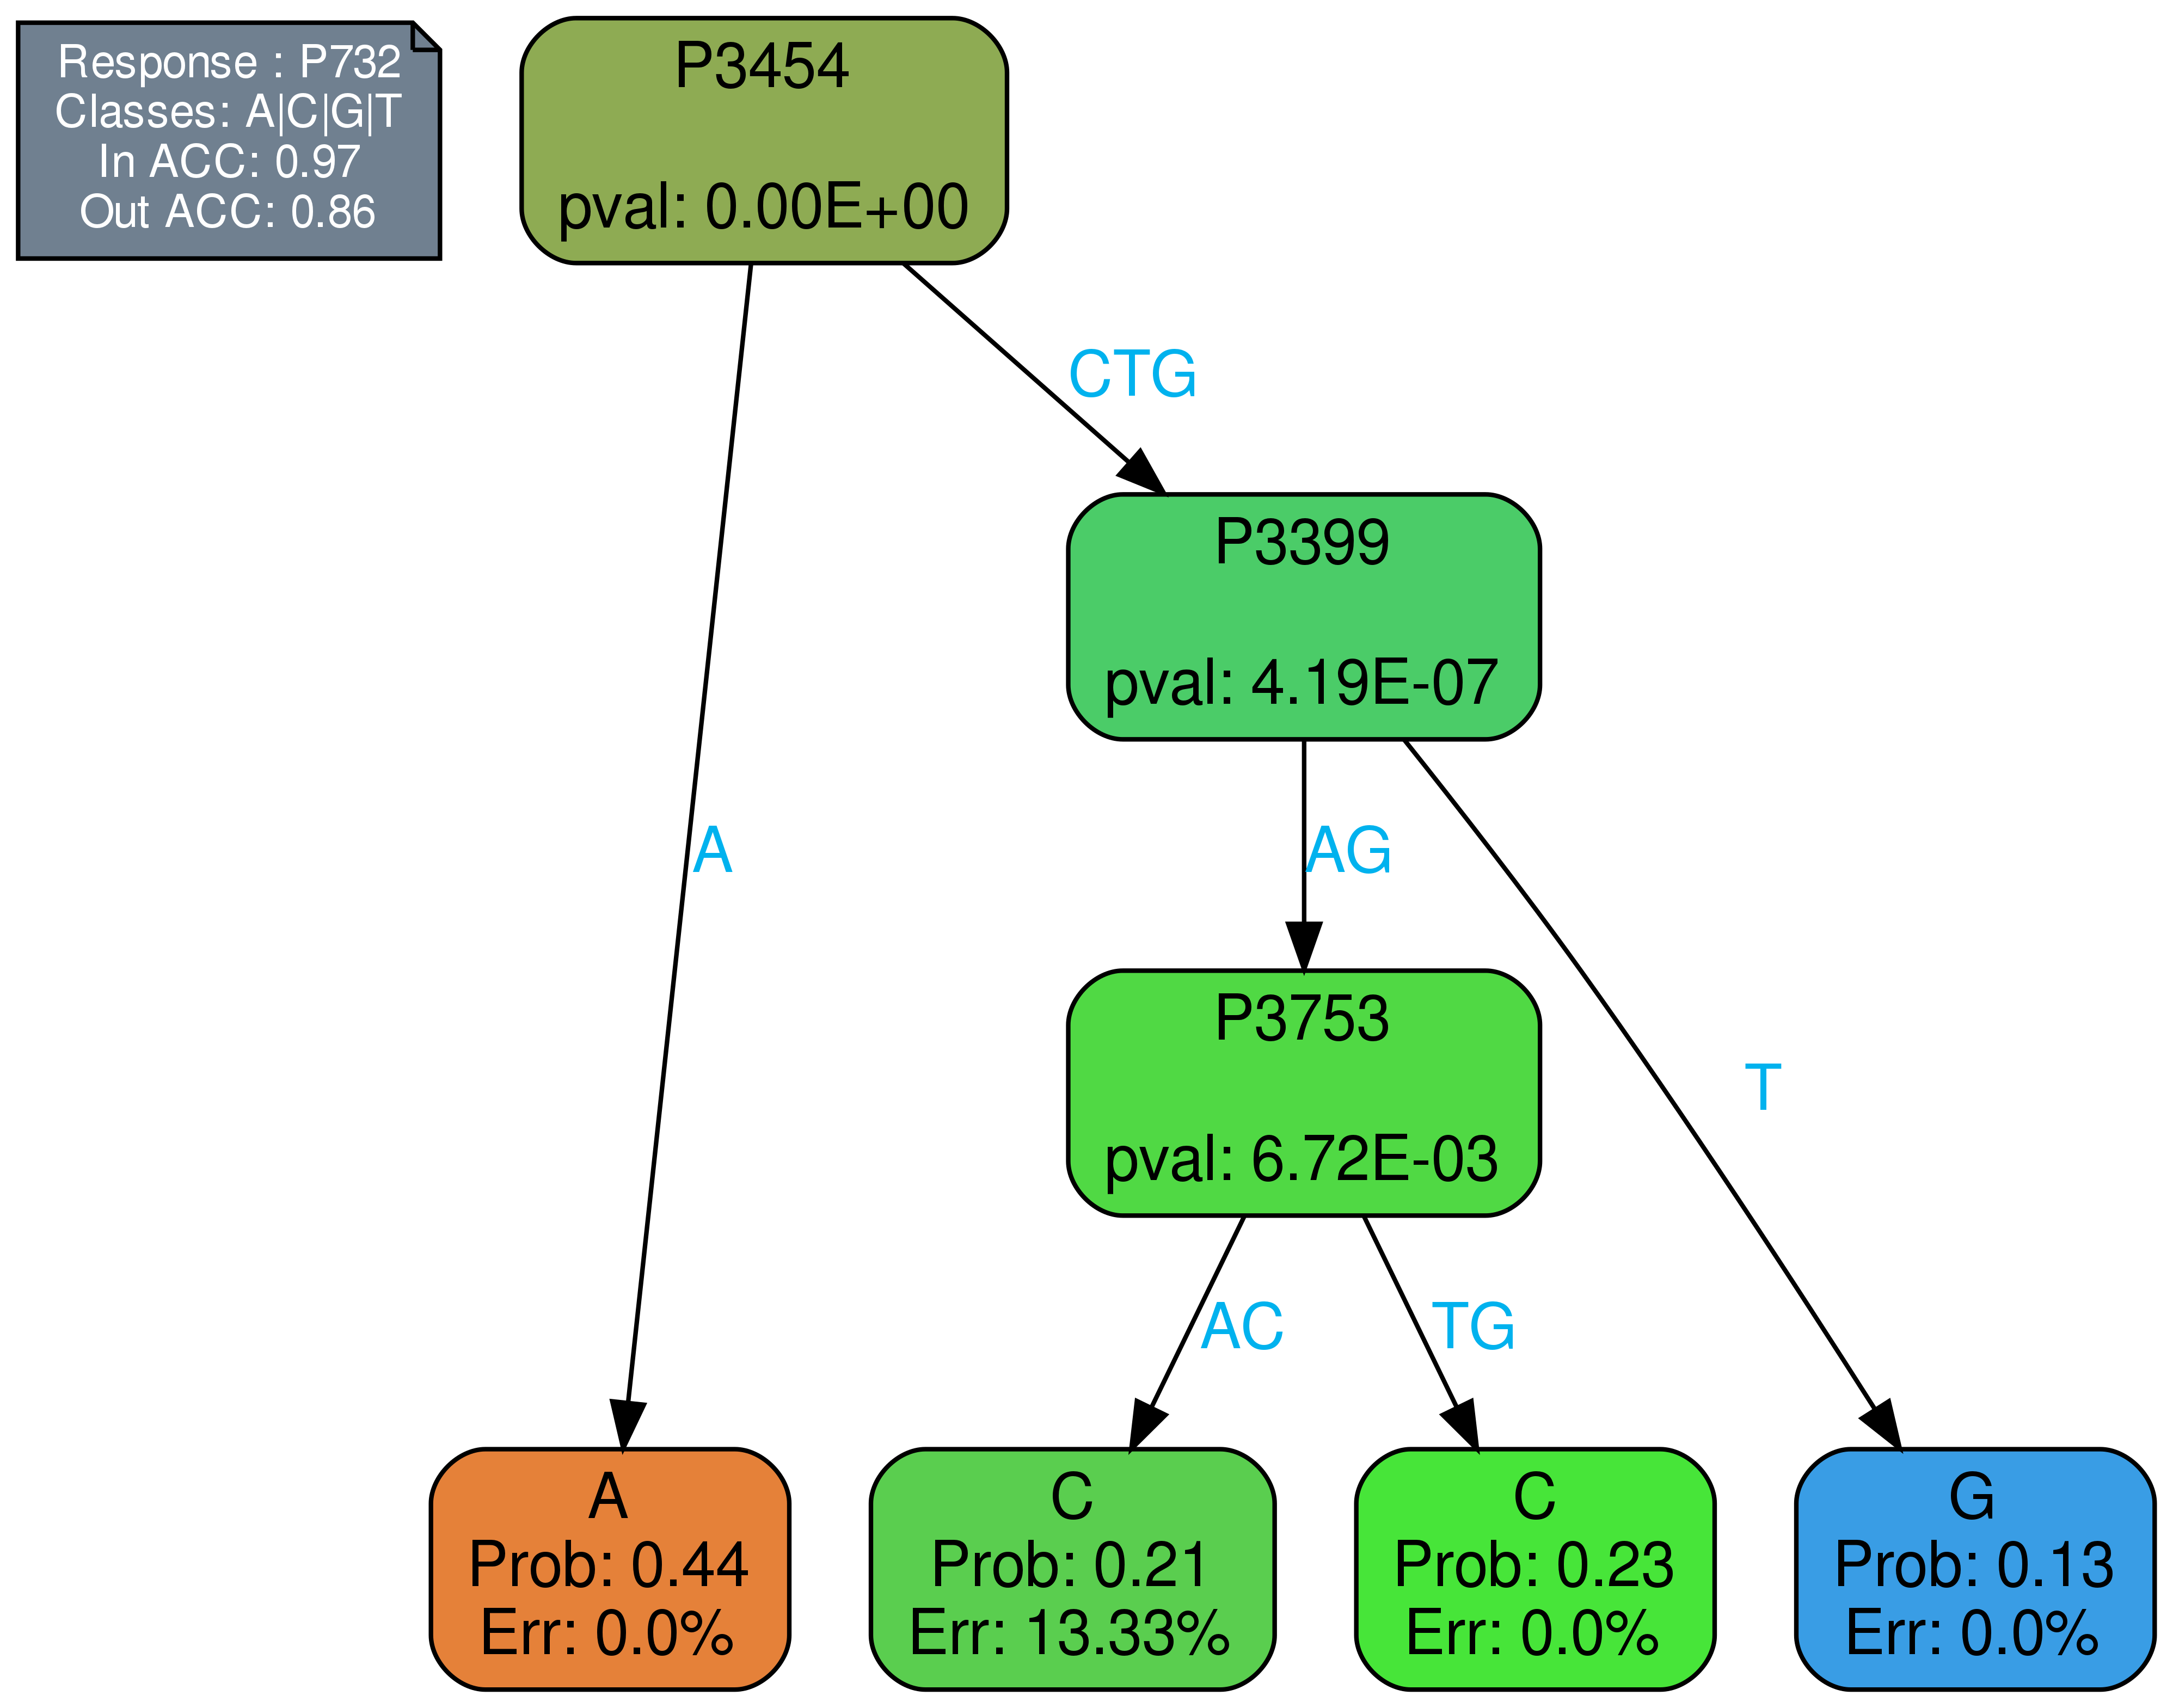 Response : P732
Classes: A|C|G|T
In ACC: 0.97
Out ACC: 0.86
P3454
pval: 0.00E+00
CTG
P3399
pval: 4.19E-07
A
AG
P3753
pval: 6.72E-03
T
AC
TG
A
Prob: 0.44
Err: 0.0%
C
Prob: 0.21
Err: 13.33%
C
Prob: 0.23
Err: 0.0%
G
Prob: 0.13
Err: 0.0%